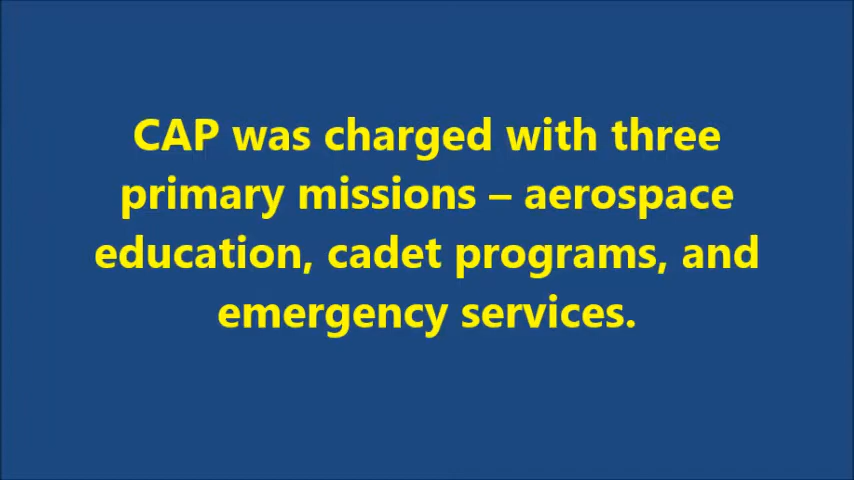 CAP was charged with three
primary missions – aerospace
education, cadet programs, and
emergency services.